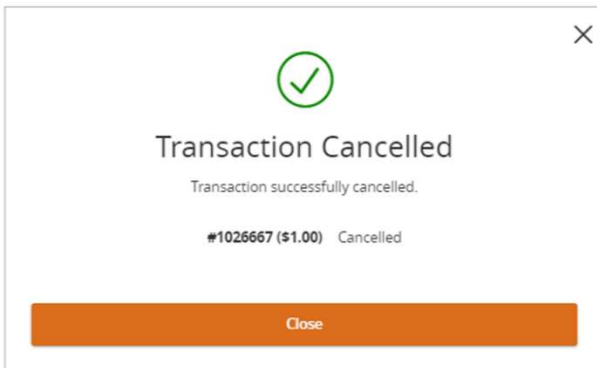 Transaction Cancelled
Transaction successfully cancelled.
#1026667 ($1.00) Cancelled
Close